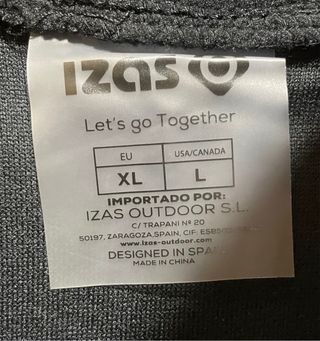 IZAS
Let's go Together
EU USA/CANADA
XL L
IMPORTADO POR:
IZAS OUTDOOR S.L.
C/ TRAPANI Nº 20
50197, ZARAGOZA, SPAIN, CIF:
www.izas-outdoor.com
DESIGNED IN SPAIN
MADE IN CHINA